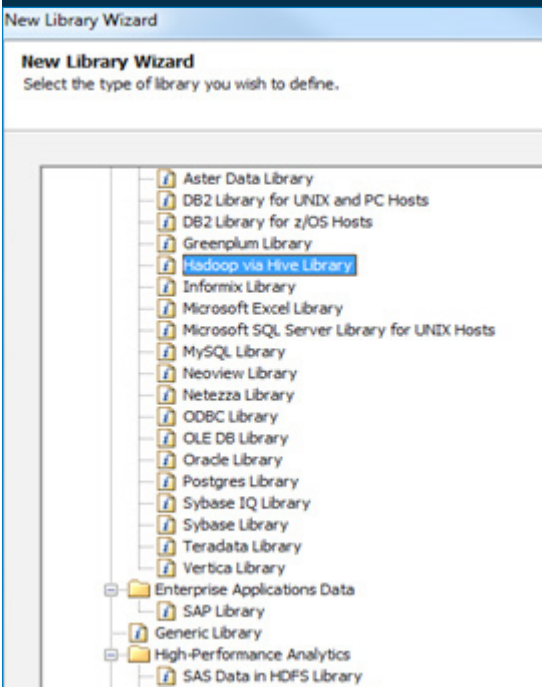 New Library Wizard
New Library Wizard
Select the type of library you wish to define.
Aster Data Library
DB2 Library for UNIX and PC Hosts
DB2 Library for z/OS Hosts
Greenplum Library
Hadoop via Hive Library
Informix Library
Microsoft Excel Library
Microsoft SQL Server Library for UNIX Hosts
MySQL Library
Neoview Library
Netezza Library
ODBC Library
OLE DB Library
Oracle Library
Postgres Library
Sybase IQ Library
Sybase Library
Teradata Library
Vertica Library
Enterprise Applications Data
SAP Library
Generic Library
High-Performance Analytics
SAS Data in HDFS Library